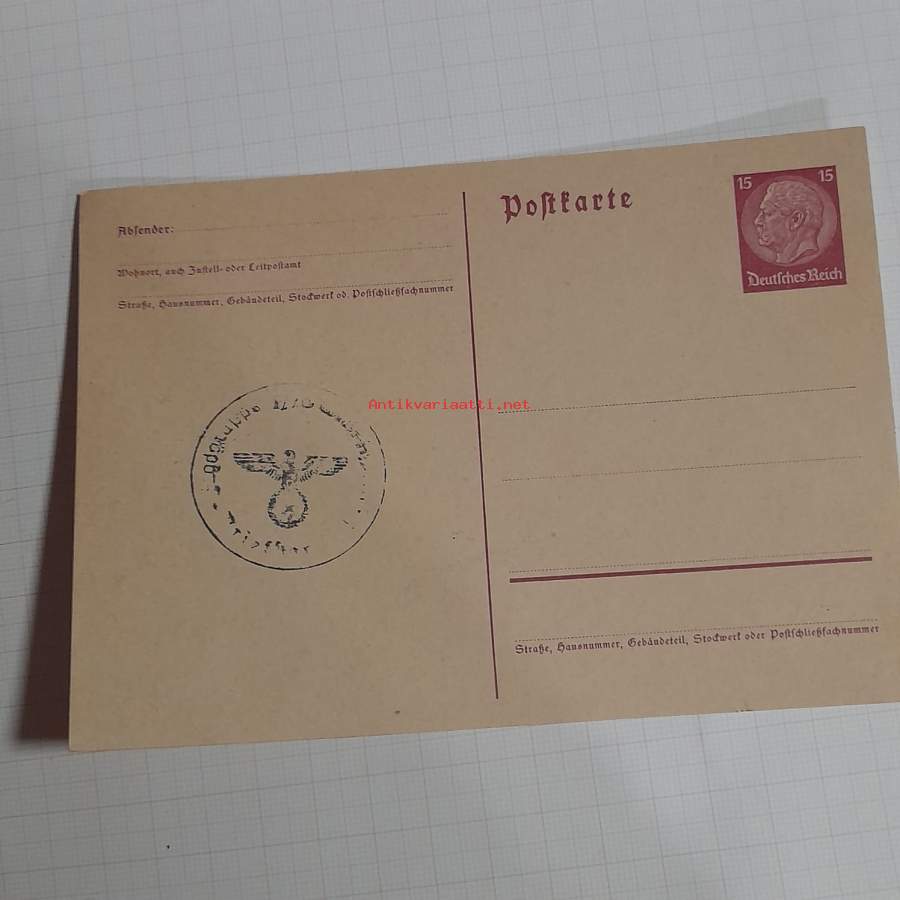 Postkarte
15 15
Deutsches Reich
Absender:
Wohnort, auch Zustell- oder Leitpostamt
Straße, Hausnummer, Gebäudeteil, Stockwerk od. Postschließfachnummer
Antikvariaatti.net
Straße, Hausnummer, Gebäudeteil, Stockwerk oder Postschließfachnummer